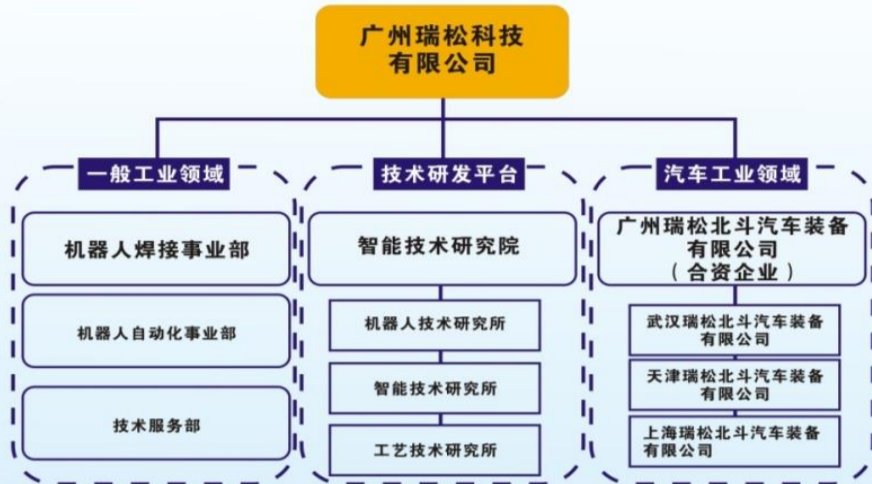 广州瑞松科技
有限公司
一般工业领域
机器人焊接事业部
机器人自动化事业部
技术服务部
技术研发平台
智能技术研究院
机器人技术研究所
智能技术研究所
工艺技术研究所
汽车工业领域
广州瑞松北斗汽车装备
有限公司
（合资企业）
武汉瑞松北斗汽车装备
有限公司
天津瑞松北斗汽车装备
有限公司
上海瑞松北斗汽车装备
有限公司